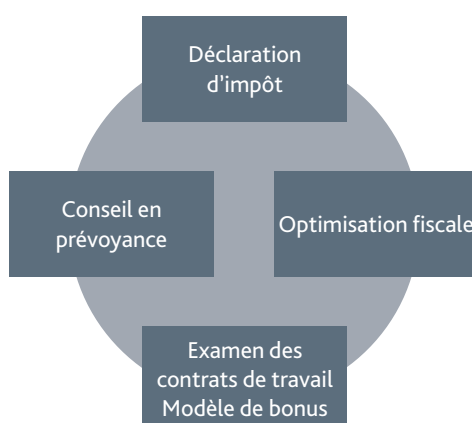 Déclaration
d'impôt
Conseil en
prévoyance
Optimisation fiscale
Examen des
contrats de travail
Modèle de bonus